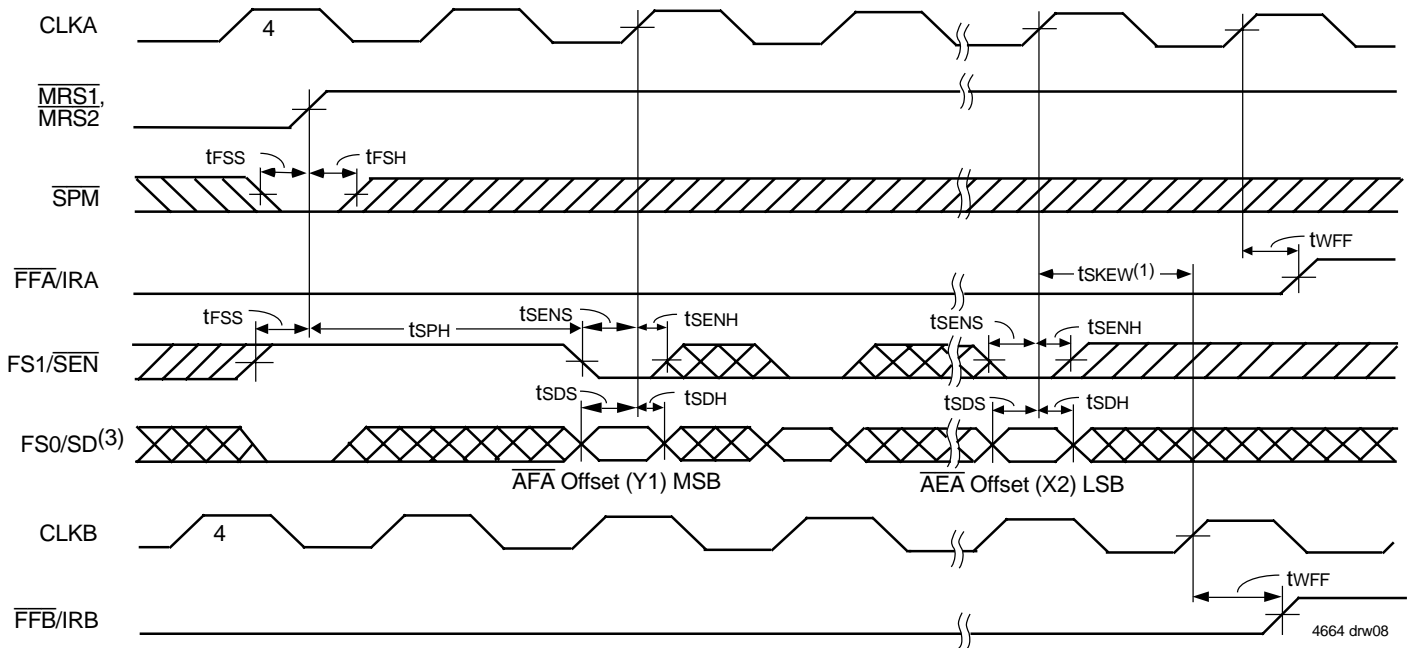 CLKA
4
MRS1,
MRS2
tFSS
tFSH
SPM
tWFF
FFA/IRA
tSKEW(1)
tFSS
tSPH
tSENS
tSENH
tSENS
tSENH
FS1/SEN
tSDS
tSDH
tSDS
tSDH
FS0/SD(3)
AFA Offset (Y1) MSB
AEA Offset (X2) LSB
CLKB
4
tWFF
FFB/IRB
4664 drw08